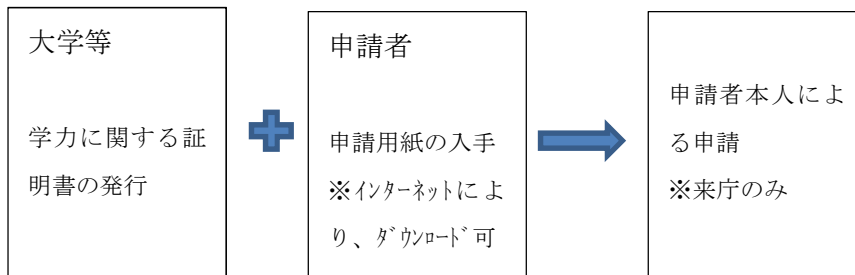 大学等
学力に関する証
明書の発行
申請者
申請用紙の入手
※ｲﾝﾀｰﾈｯﾄによ
り、ﾀﾞｳﾝﾛｰﾄﾞ可
申請者本人によ
る申請
※来庁のみ